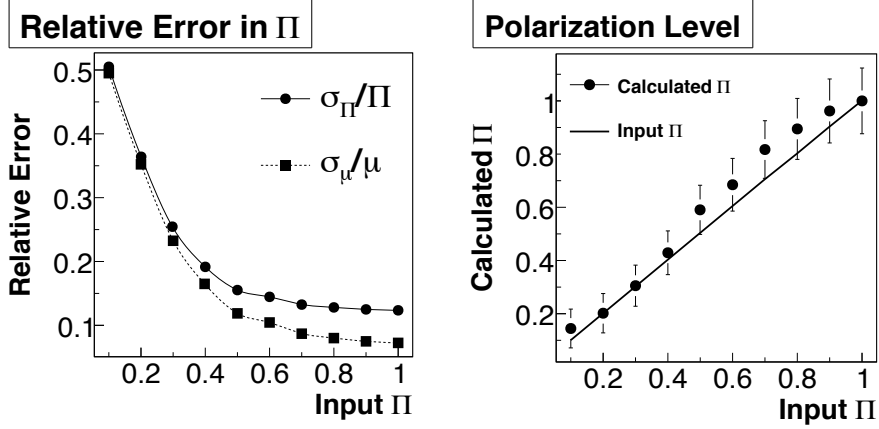 Relative Error in Π
Relative Error
0.5
0.4
0.3
0.2
0.1
σΠ/Π
σμ/μ
0.2 0.4 0.6 0.8 1
Input Π
Polarization Level
Calculated Π
1
0.8
0.6
0.4
0.2
Calculated Π
Input Π
0.2 0.4 0.6 0.8 1
Input Π